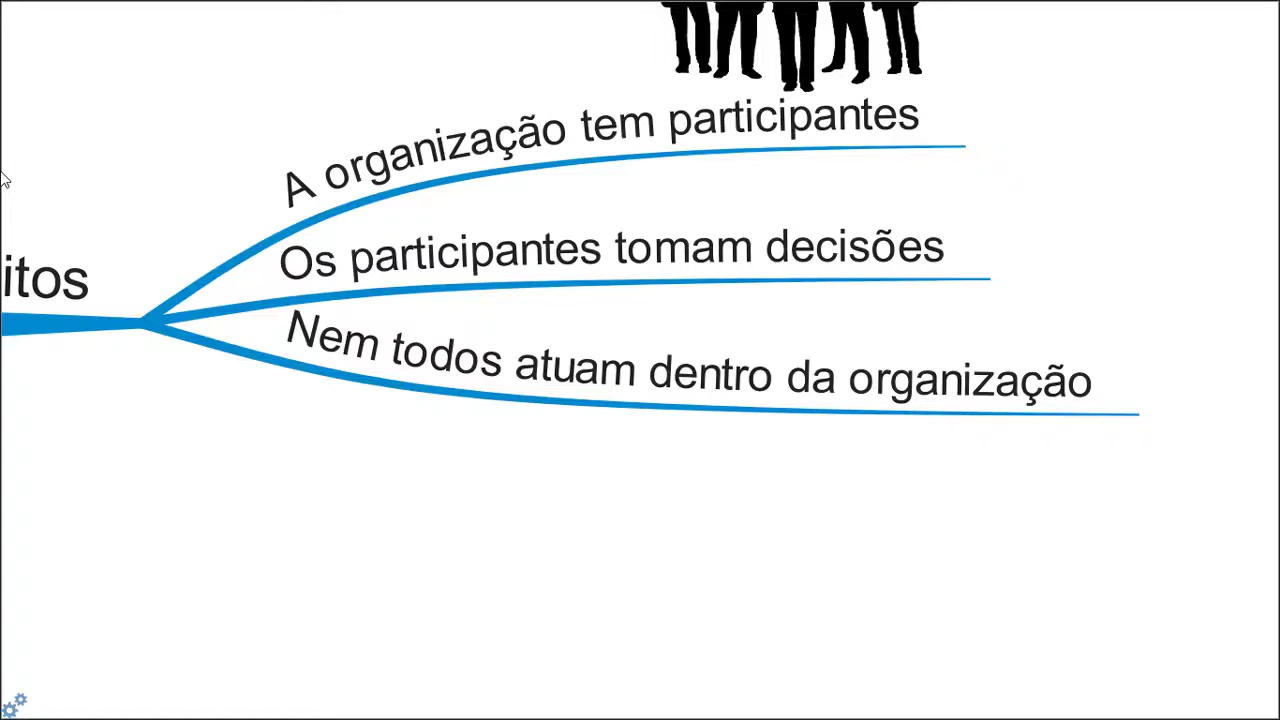 A organização tem participantes
Os participantes tomam decisões
itos
Nem todos atuam dentro da organização